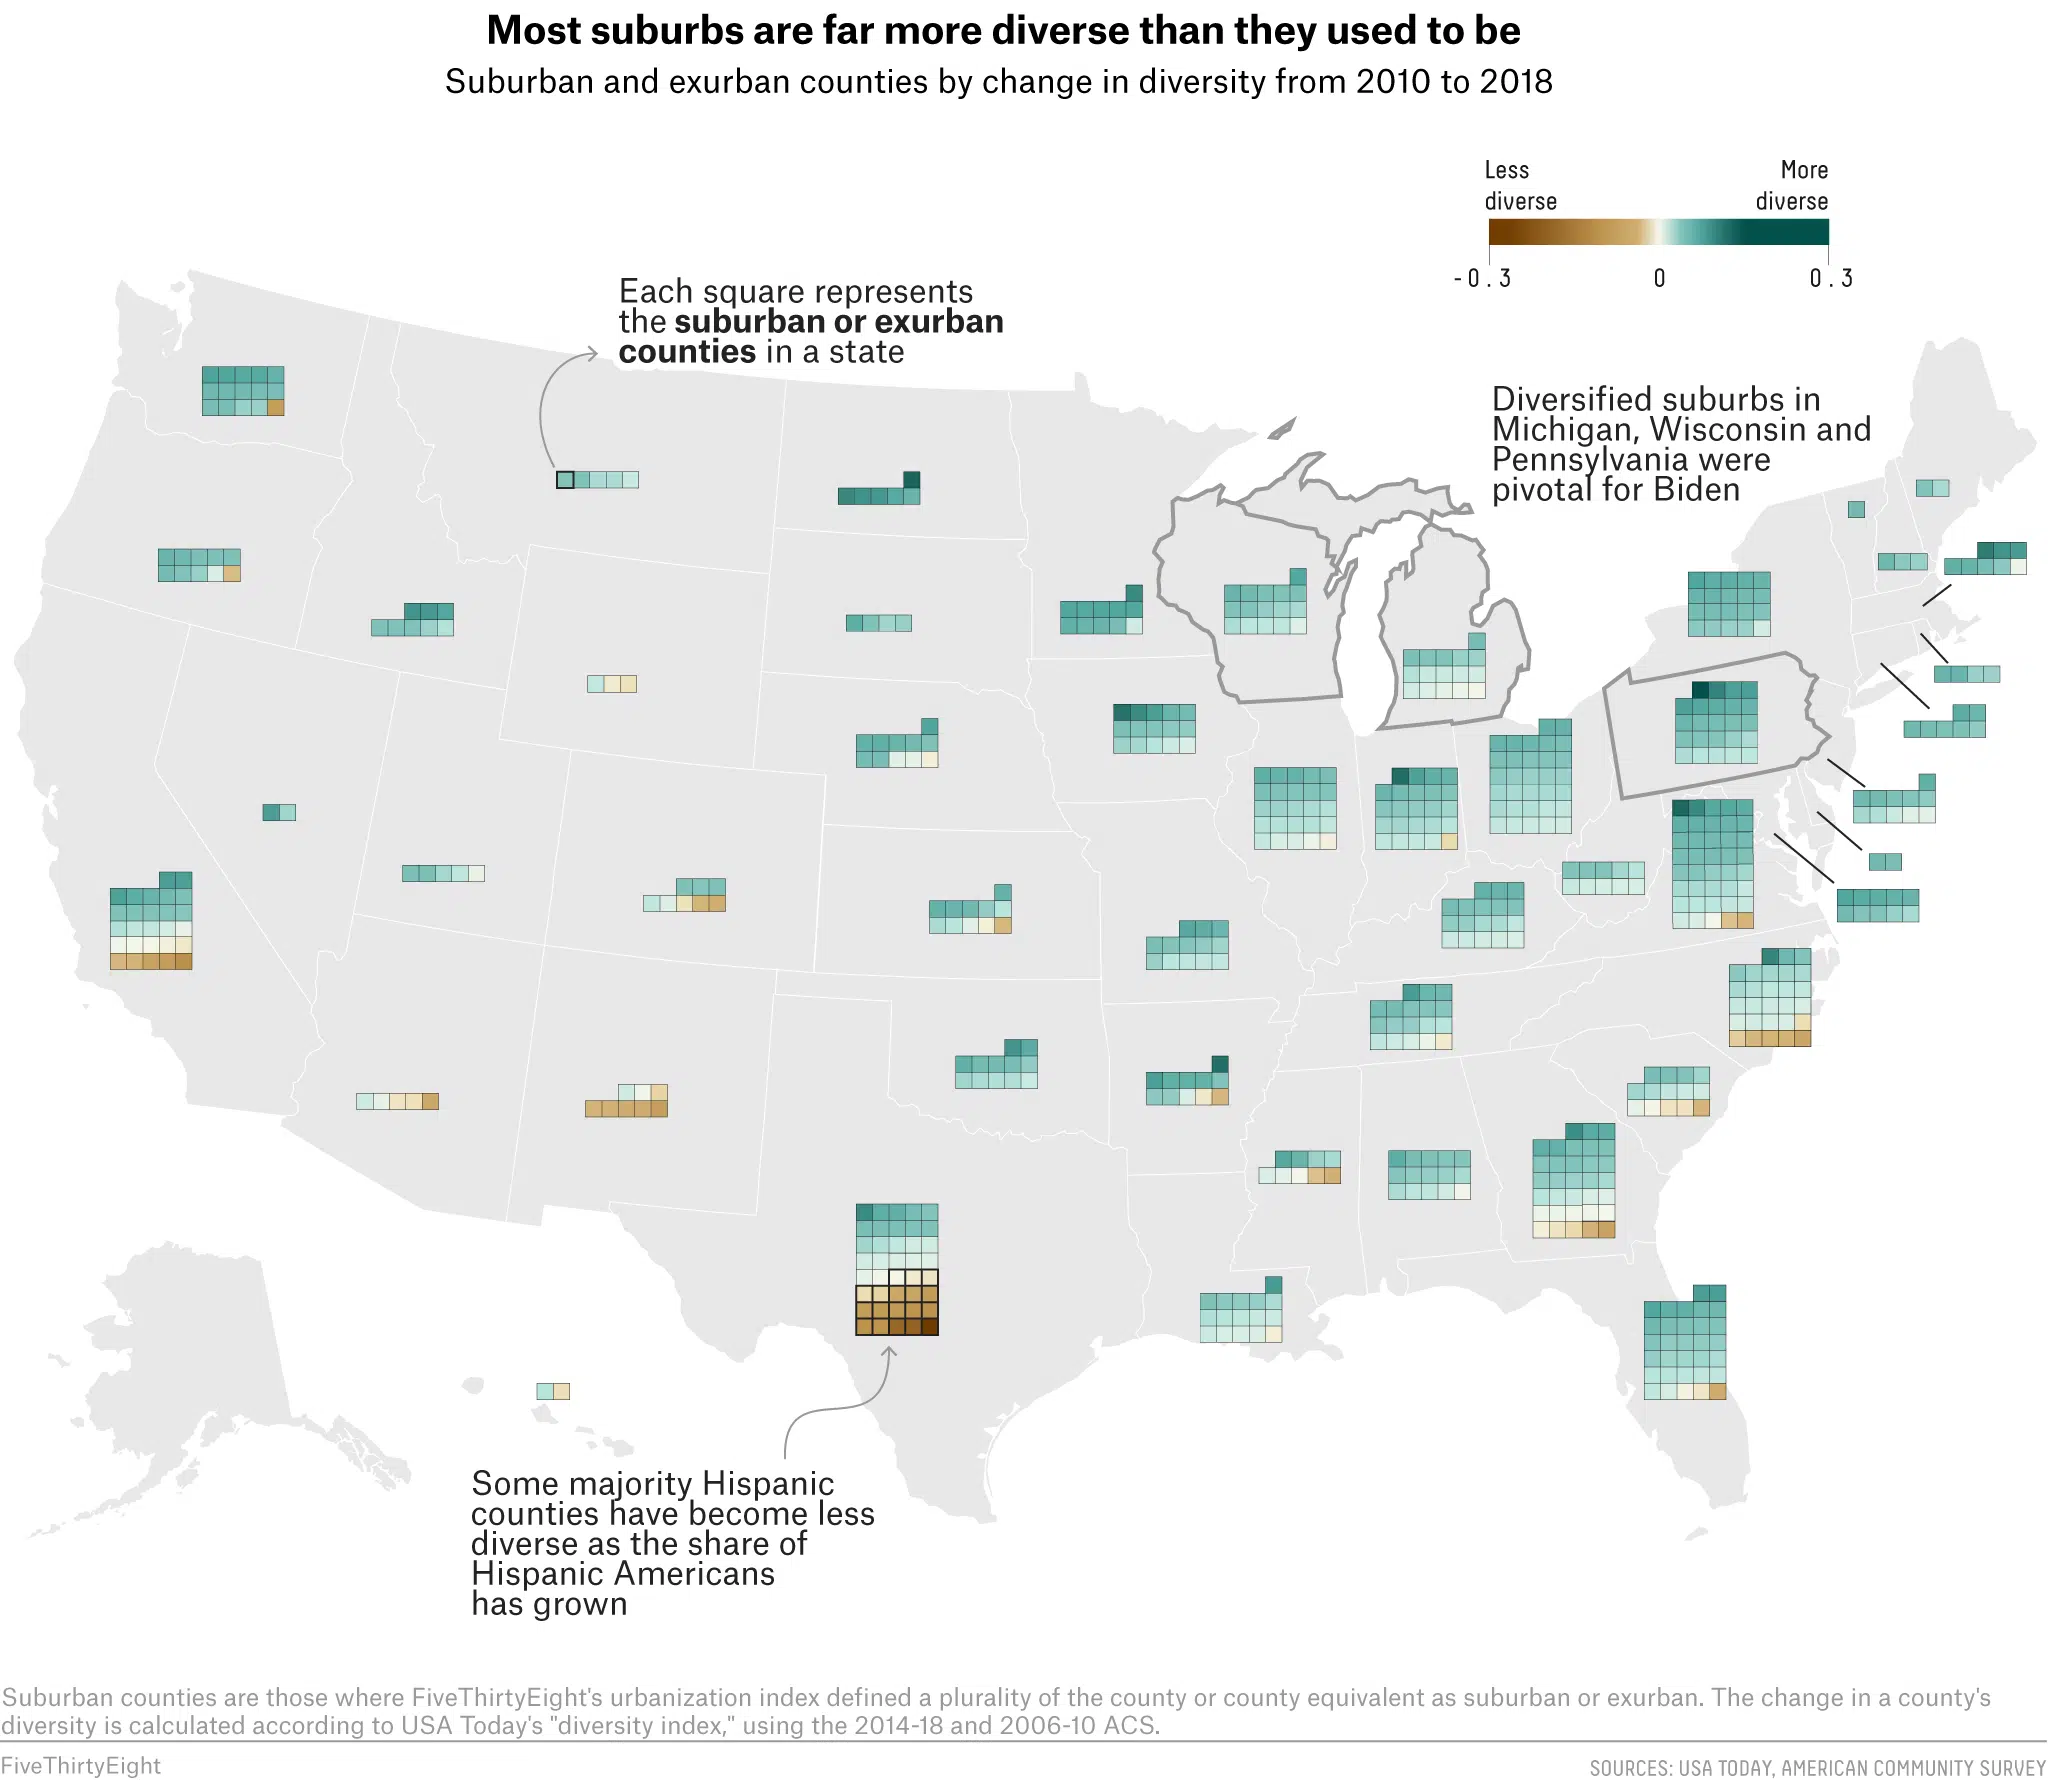 Most suburbs are far more diverse than they used to be
Suburban and exurban counties by change in diversity from 2010 to 2018
Less
diverse
More
diverse
-0.3
0
0.3
Each square represents
the suburban or exurban
counties in a state
Diversified suburbs in
Michigan, Wisconsin and
Pennsylvania were
pivotal for Biden
Some majority Hispanic
counties have become less
diverse as the share of
Hispanic Americans
has grown
Suburban counties are those where FiveThirtyEight's urbanization index defined a plurality of the county or county equivalent as suburban or exurban. The change in a county's
diversity is calculated according to USA Today's "diversity index," using the 2014-18 and 2006-10 ACS.
FiveThirtyEight
SOURCES: USA TODAY, AMERICAN COMMUNITY SURVEY